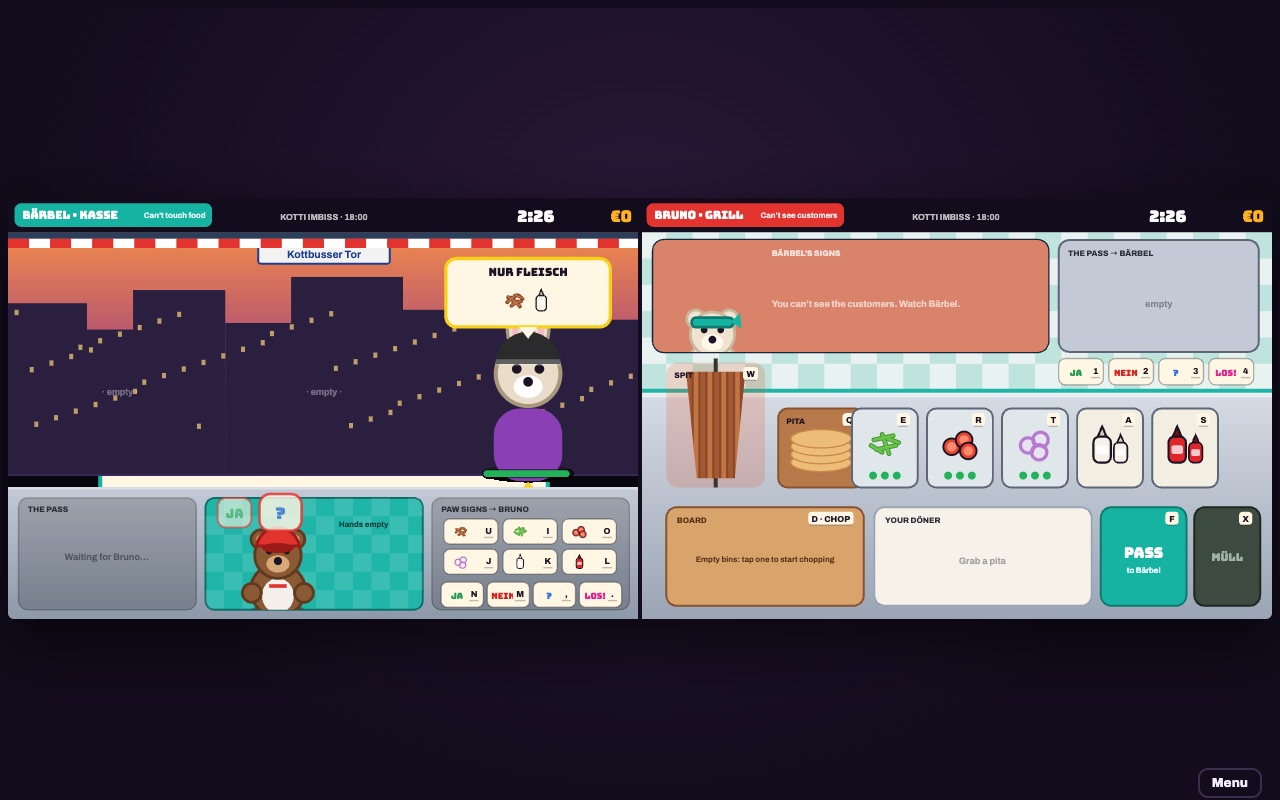 BÄRBEL • KASSE
Can't touch food
KOTTI IMBISS · 18:00
2:26
€0
Kottbusser Tor
NUR FLEISCH
· empty ·
· empty ·
THE PASS
Waiting for Bruno...
JA
?
Hands empty
PAW SIGNS → BRUNO
U
I
O
J
K
L
JA N
NEIN M
? ,
LOS! .
BRUNO • GRILL
Can't see customers
KOTTI IMBISS · 18:00
2:26
€0
BÄRBEL'S SIGNS
You can't see the customers. Watch Bärbel.
THE PASS → BÄRBEL
empty
JA 1
NEIN 2
? 3
LOS! 4
SPIT
W
PITA
Q
E
R
T
A
S
BOARD
D · CHOP
Empty bins: tap one to start chopping
YOUR DÖNER
Grab a pita
F
PASS
to Bärbel
X
MÜLL
Menu